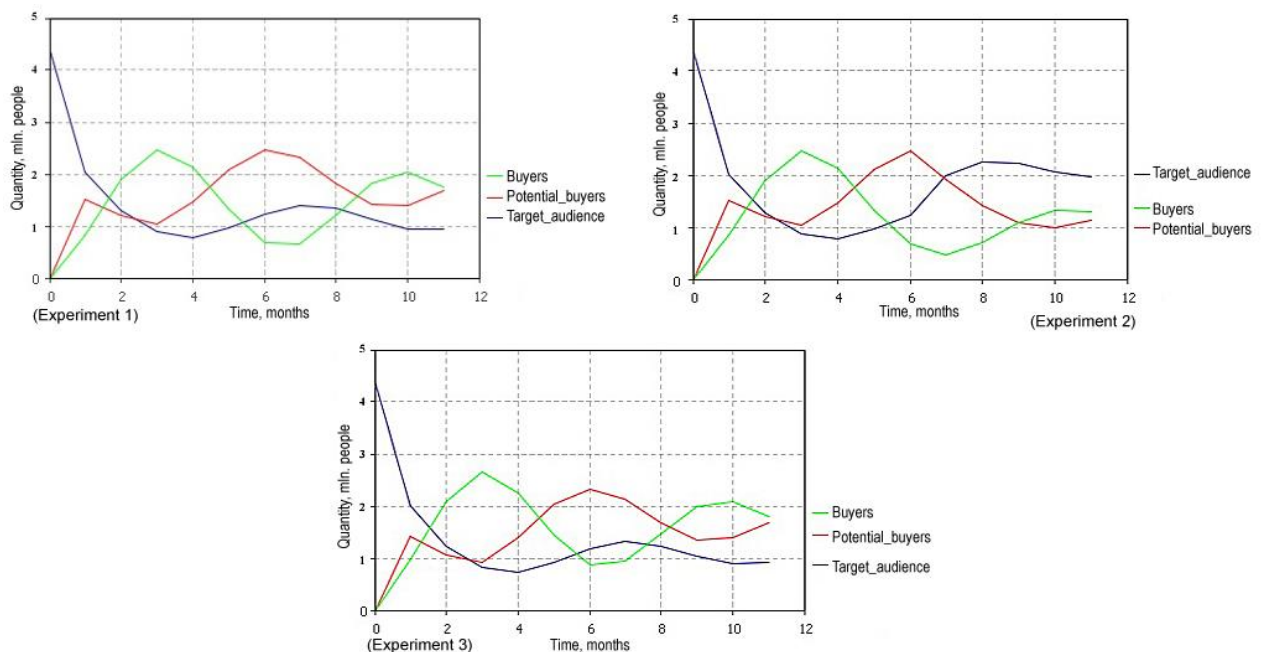 5
4
3
2
1
0
Quantity, mln. people
0 2 4 6 8 10 12
Time, months
(Experiment 1)
Buyers
Potential_buyers
Target_audience
5
4
3
2
1
0
Quantity, mln. people
0 2 4 6 8 10 12
Time, months
(Experiment 2)
Target_audience
Buyers
Potential_buyers
5
4
3
2
1
0
Quantity, mln. people
0 2 4 6 8 10 12
(Experiment 3)
Time, months
Buyers
Potential_buyers
Target_audience